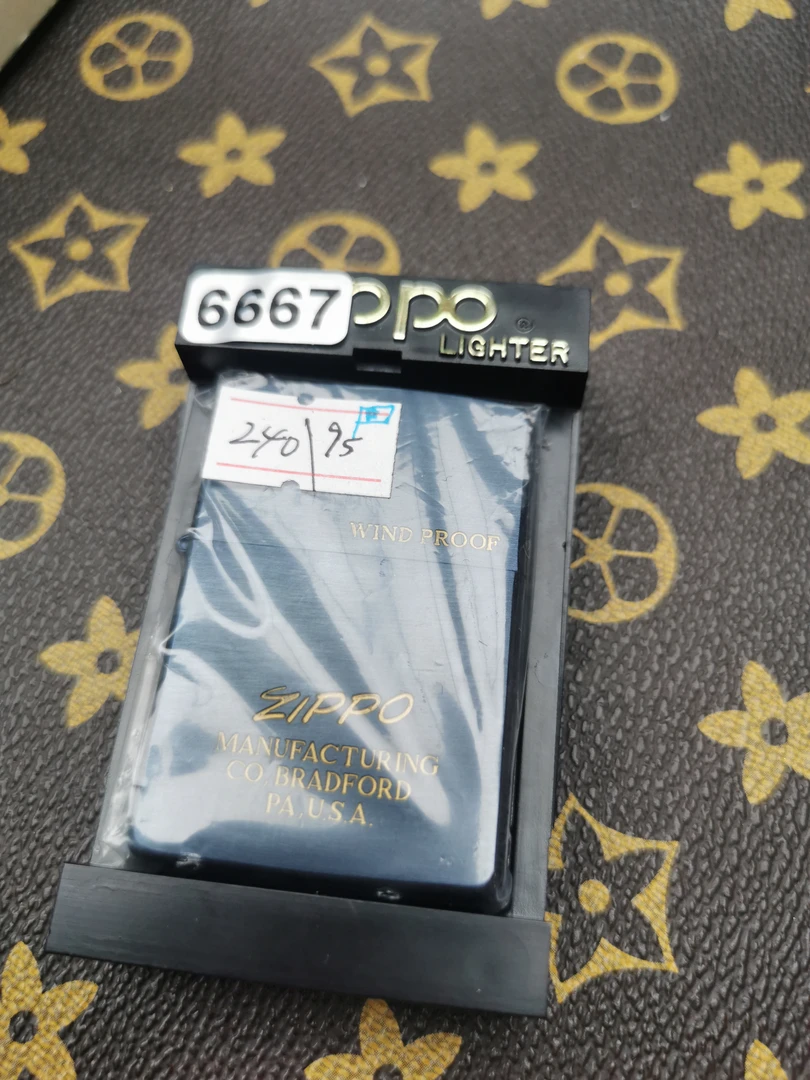 6667
ppo ®
LIGHTER
240 | 95
WIND PROOF
ZIPPO
MANUFACTURING
CO. BRADFORD
PA, U.S.A.